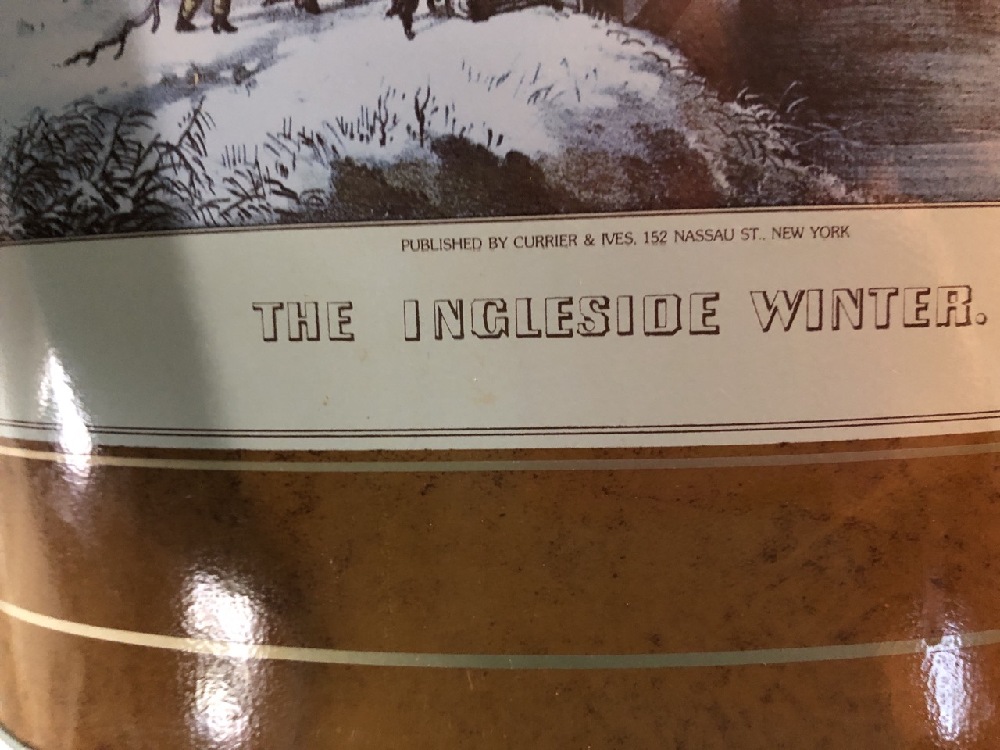 PUBLISHED BY CURRIER & IVES, 152 NASSAU ST., NEW YORK
THE INGLESIDE WINTER.